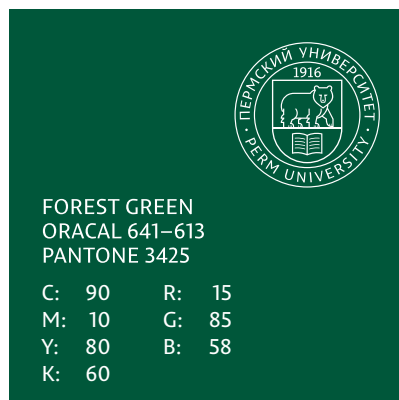 ПЕРМСКИЙ УНИВЕРСИТЕТ
1916
· PERM UNIVERSITY ·
FOREST GREEN
ORACAL 641–613
PANTONE 3425
C: 90 R: 15
M: 10 G: 85
Y: 80 B: 58
K: 60